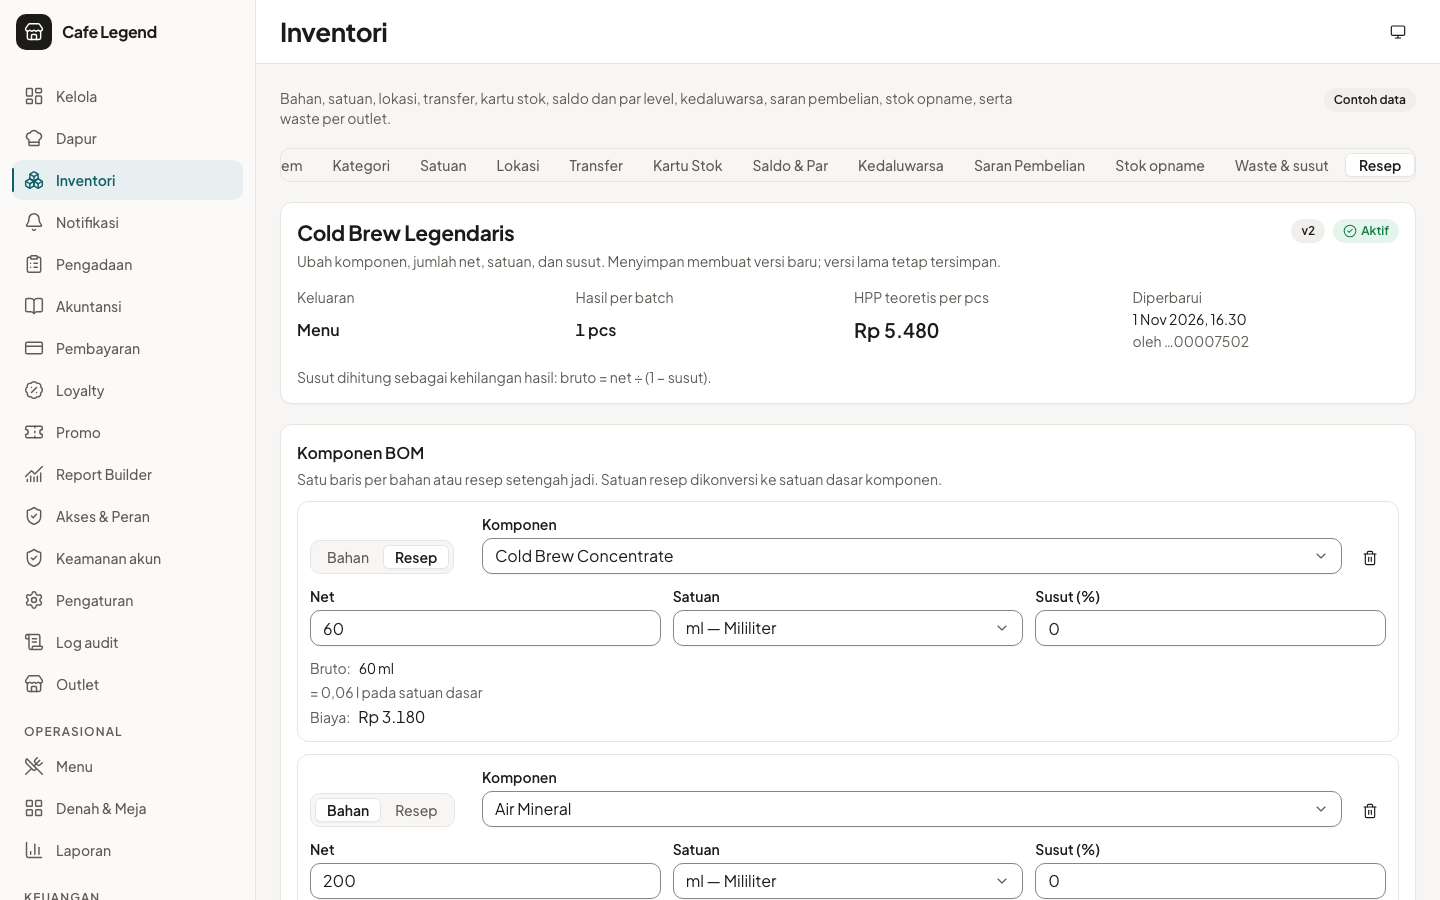 Cafe Legend
Kelola
Dapur
Inventori
Notifikasi
Pengadaan
Akuntansi
Pembayaran
Loyalty
Promo
Report Builder
Akses & Peran
Keamanan akun
Pengaturan
Log audit
Outlet
OPERASIONAL
Menu
Denah & Meja
Laporan
KEUANGAN
Inventori
Bahan, satuan, lokasi, transfer, kartu stok, saldo dan par level, kedaluwarsa, saran pembelian, stok opname, serta
waste per outlet.
Contoh data
em Kategori Satuan Lokasi Transfer Kartu Stok Saldo & Par Kedaluwarsa Saran Pembelian Stok opname Waste & susut Resep
Cold Brew Legendaris
v2 Aktif
Ubah komponen, jumlah net, satuan, dan susut. Menyimpan membuat versi baru; versi lama tetap tersimpan.
Keluaran
Menu
Hasil per batch
1 pcs
HPP teoretis per pcs
Rp 5.480
Diperbarui
1 Nov 2026, 16.30
oleh …00007502
Susut dihitung sebagai kehilangan hasil: bruto = net ÷ (1 − susut).
Komponen BOM
Satu baris per bahan atau resep setengah jadi. Satuan resep dikonversi ke satuan dasar komponen.
Komponen
Bahan Resep Cold Brew Concentrate
Net Satuan Susut (%)
60 ml — Mililiter 0
Bruto: 60 ml
= 0,06 l pada satuan dasar
Biaya: Rp 3.180
Komponen
Bahan Resep Air Mineral
Net Satuan Susut (%)
200 ml — Mililiter 0